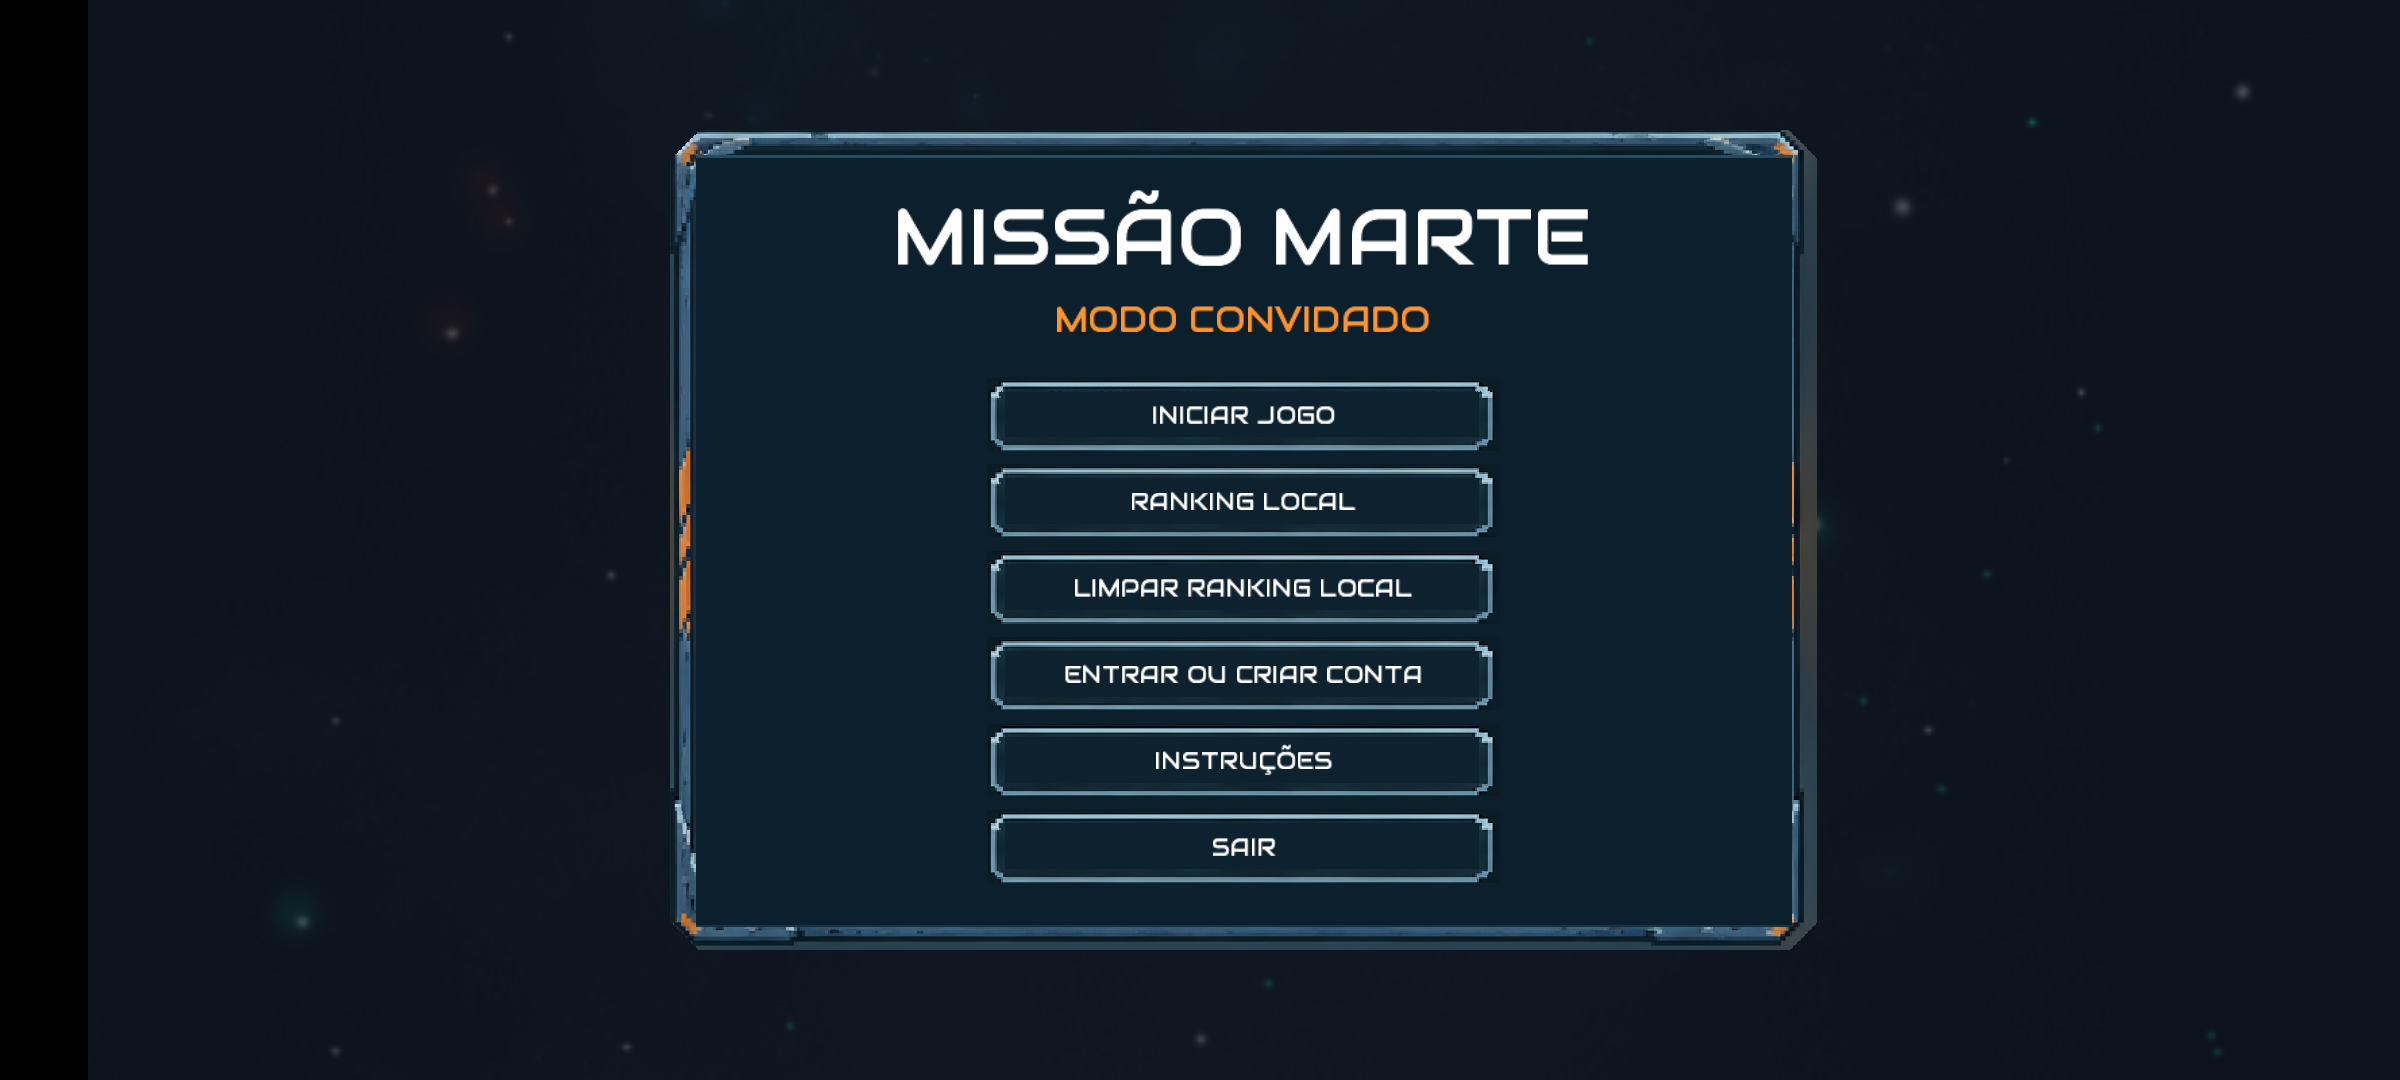 MISSÃO MARTE
MODO CONVIDADO
INICIAR JOGO
RANKING LOCAL
LIMPAR RANKING LOCAL
ENTRAR OU CRIAR CONTA
INSTRUÇÕES
SAIR